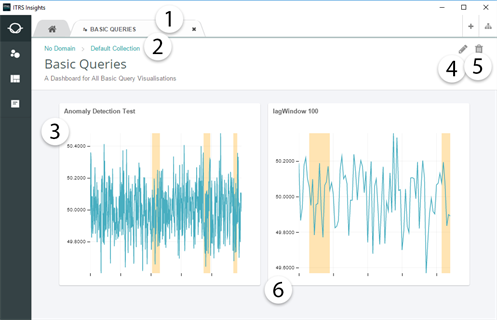 ITRS Insights
BASIC QUERIES
1
No Domain > Default Collection
2
Basic Queries
A Dashboard for All Basic Query Visualisations
4
5
Anomaly Detection Test
3
50.4000
50.2000
50.0000
49.8000
lagWindow 100
50.2000
50.0000
49.8000
49.6000
6